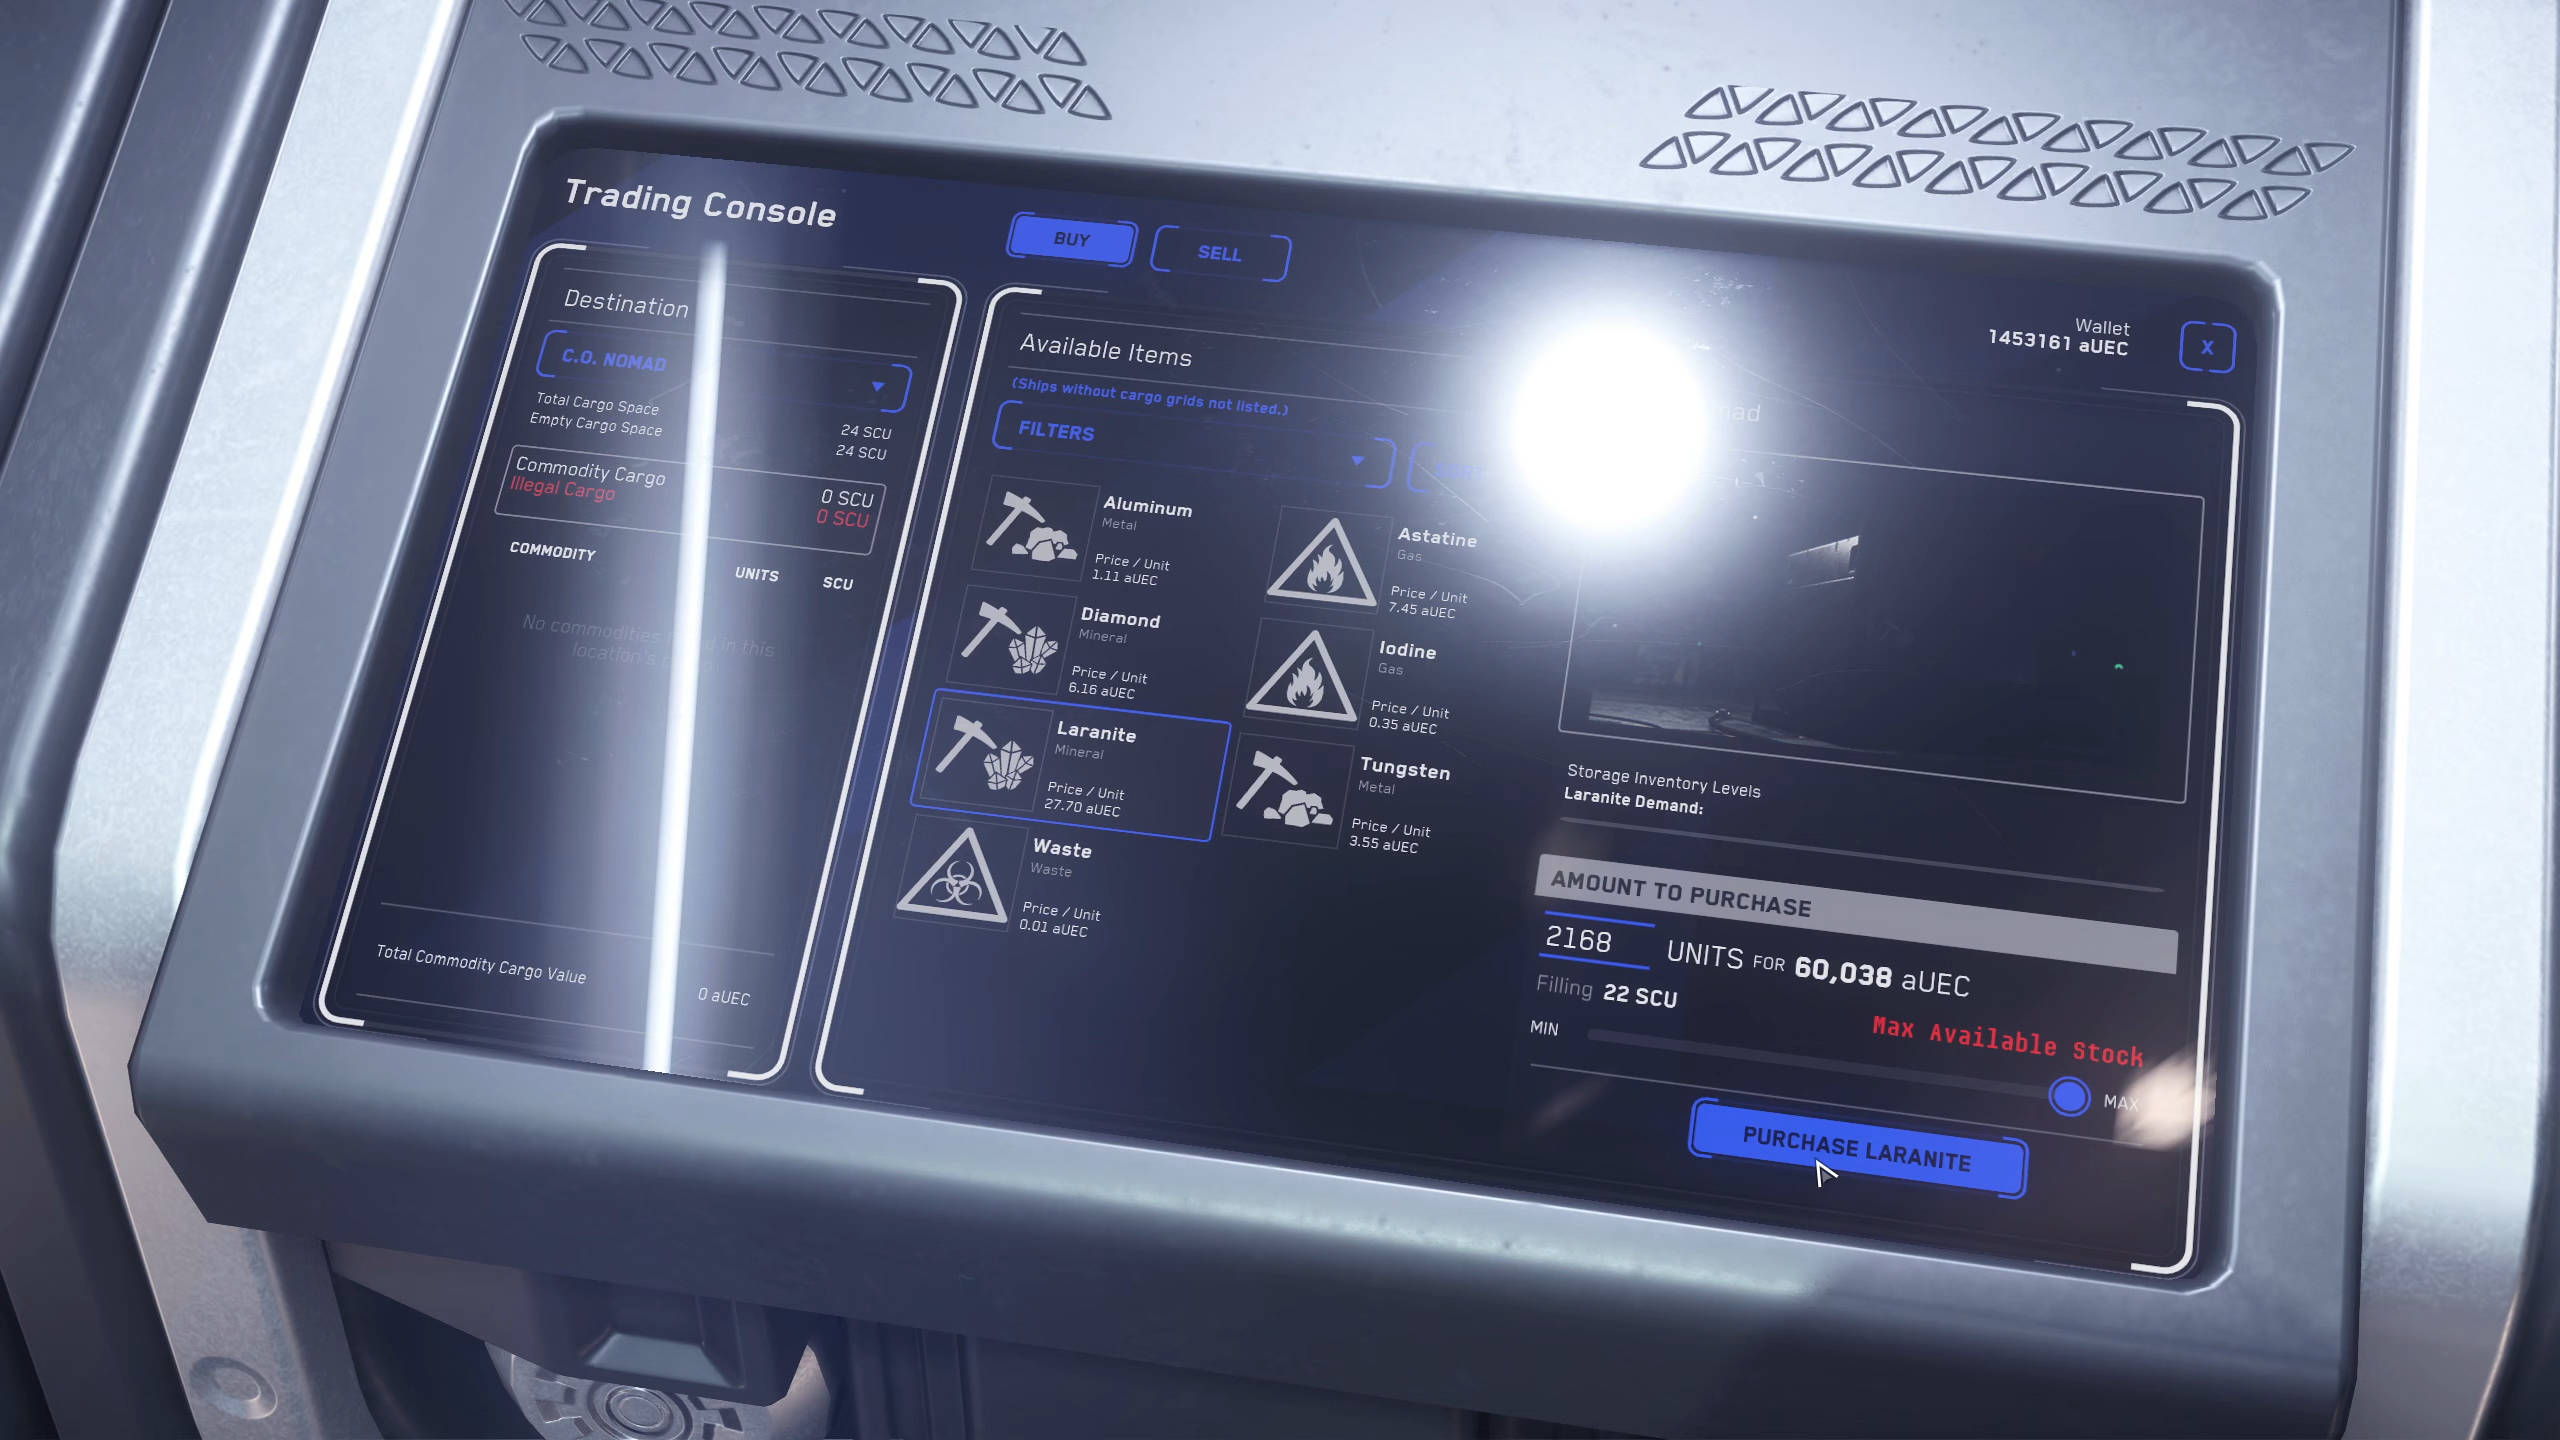 Trading Console
BUY
SELL
Wallet
1453161 aUEC
X
Destination
C.O. NOMAD
Total Cargo Space
24 SCU
Empty Cargo Space
24 SCU
Commodity Cargo
0 SCU
Illegal Cargo
0 SCU
COMMODITY
UNITS
SCU
No commodities in this
location's
Total Commodity Cargo Value
0 aUEC
Available Items
(Ships without cargo grids not listed.)
FILTERS
Aluminum
Metal
Price / Unit
1.11 aUEC
Astatine
Gas
Price / Unit
7.45 aUEC
Diamond
Mineral
Price / Unit
6.16 aUEC
Iodine
Gas
Price / Unit
0.35 aUEC
Laranite
Mineral
Price / Unit
27.70 aUEC
Tungsten
Metal
Price / Unit
3.55 aUEC
Waste
Waste
Price / Unit
0.01 aUEC
Storage Inventory Levels
Laranite Demand:
AMOUNT TO PURCHASE
2168 UNITS FOR 60,038 aUEC
Filling 22 SCU
Max Available Stock
MIN
MAX
PURCHASE LARANITE